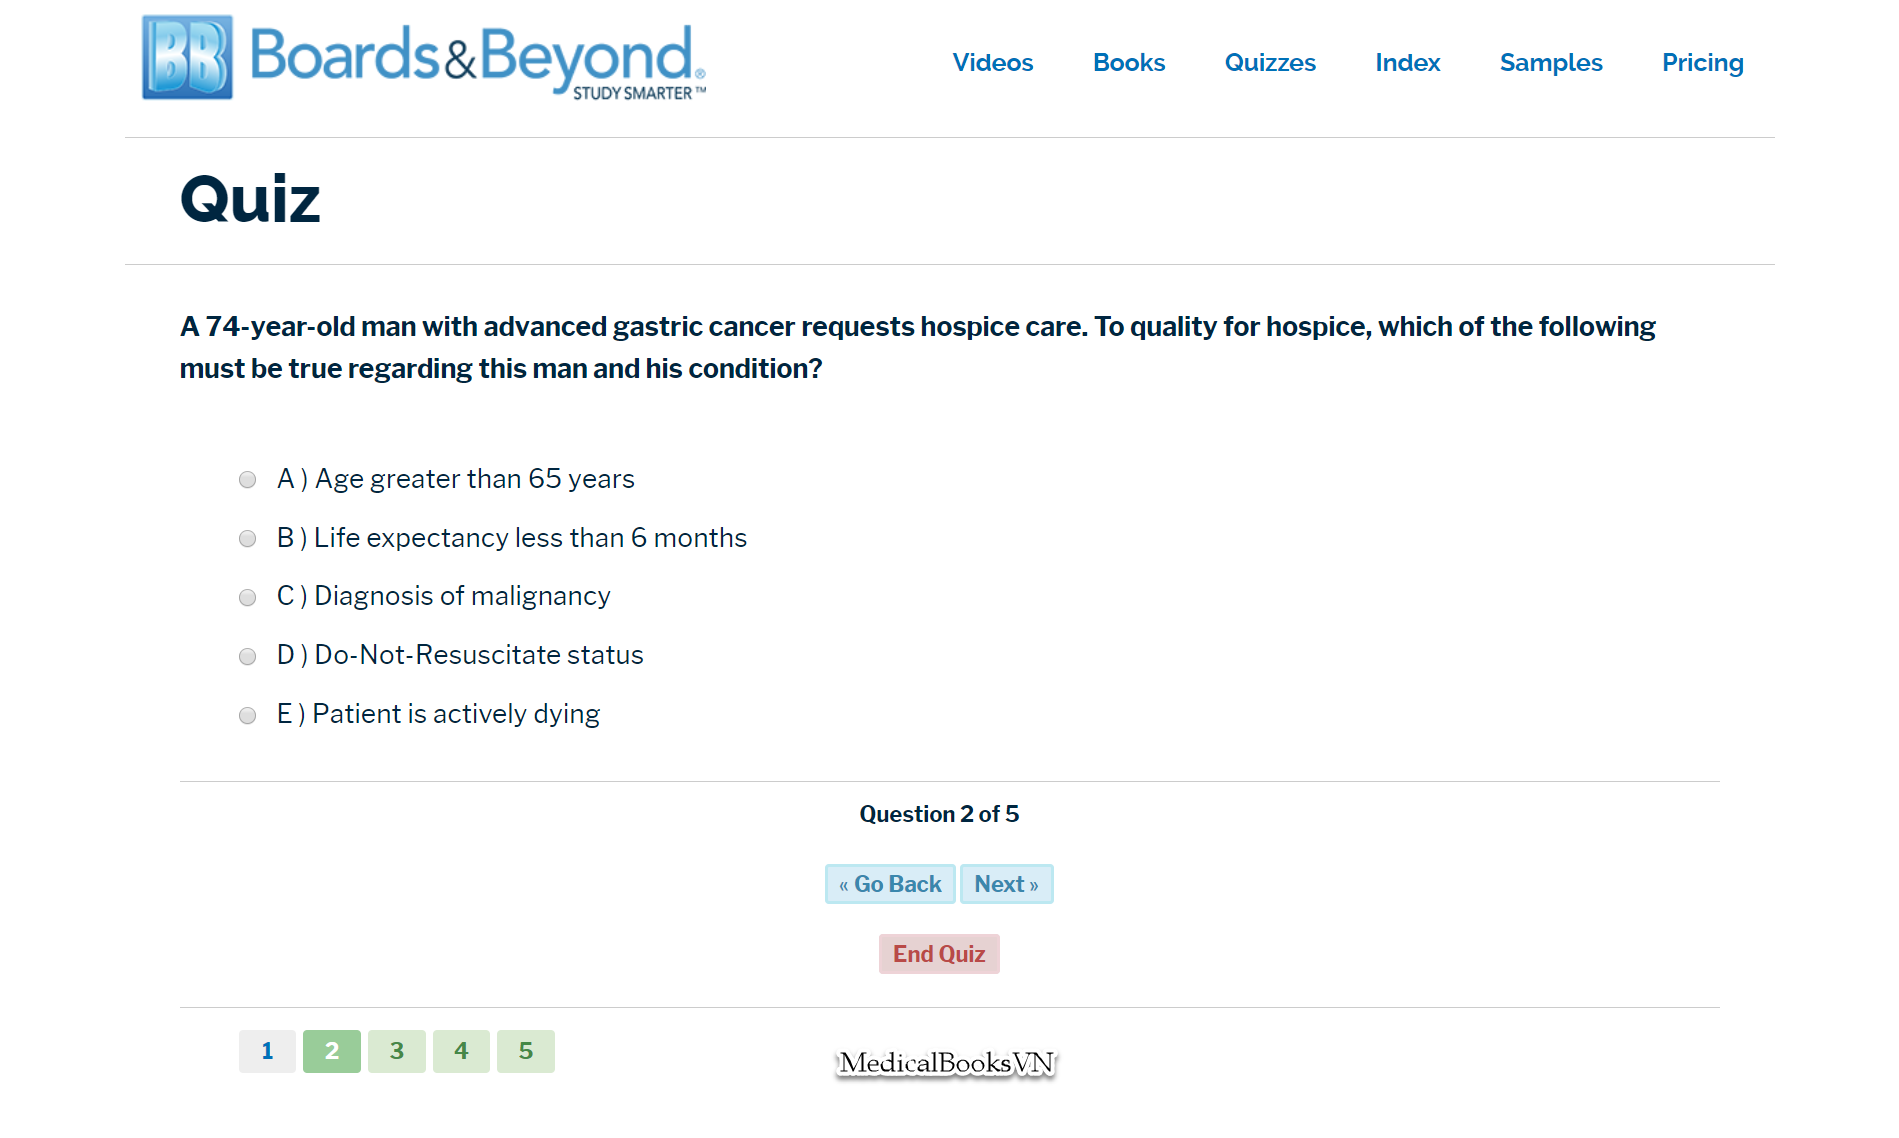 BB Boards&Beyond®
STUDY SMARTER™
Videos Books Quizzes Index Samples Pricing
Quiz
A 74-year-old man with advanced gastric cancer requests hospice care. To quality for hospice, which of the following
must be true regarding this man and his condition?
A ) Age greater than 65 years
B ) Life expectancy less than 6 months
C ) Diagnosis of malignancy
D ) Do-Not-Resuscitate status
E ) Patient is actively dying
Question 2 of 5
« Go Back Next »
End Quiz
1 2 3 4 5
MedicalBooksVN